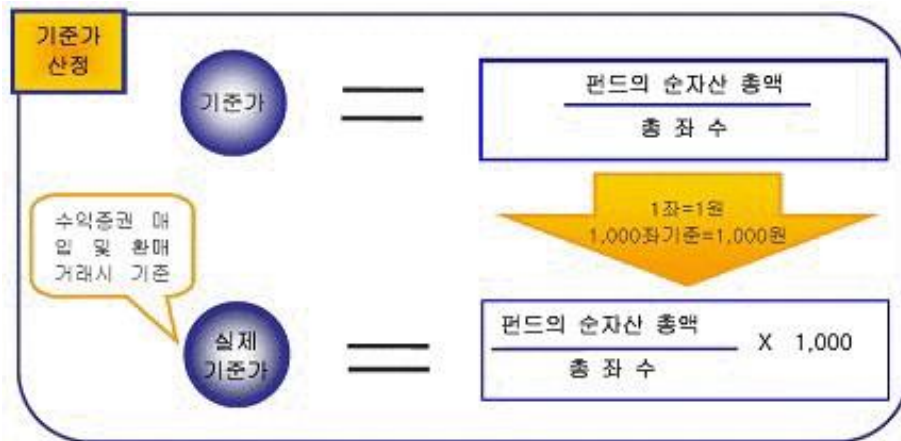 기준가
산정
기준가
펀드의 순자산 총액
총 좌 수
1좌=1원
1,000좌기준=1,000원
수익증권 매
입 및 환매
거래시 기준
실제
기준가
펀드의 순자산 총액
총 좌 수
X 1,000